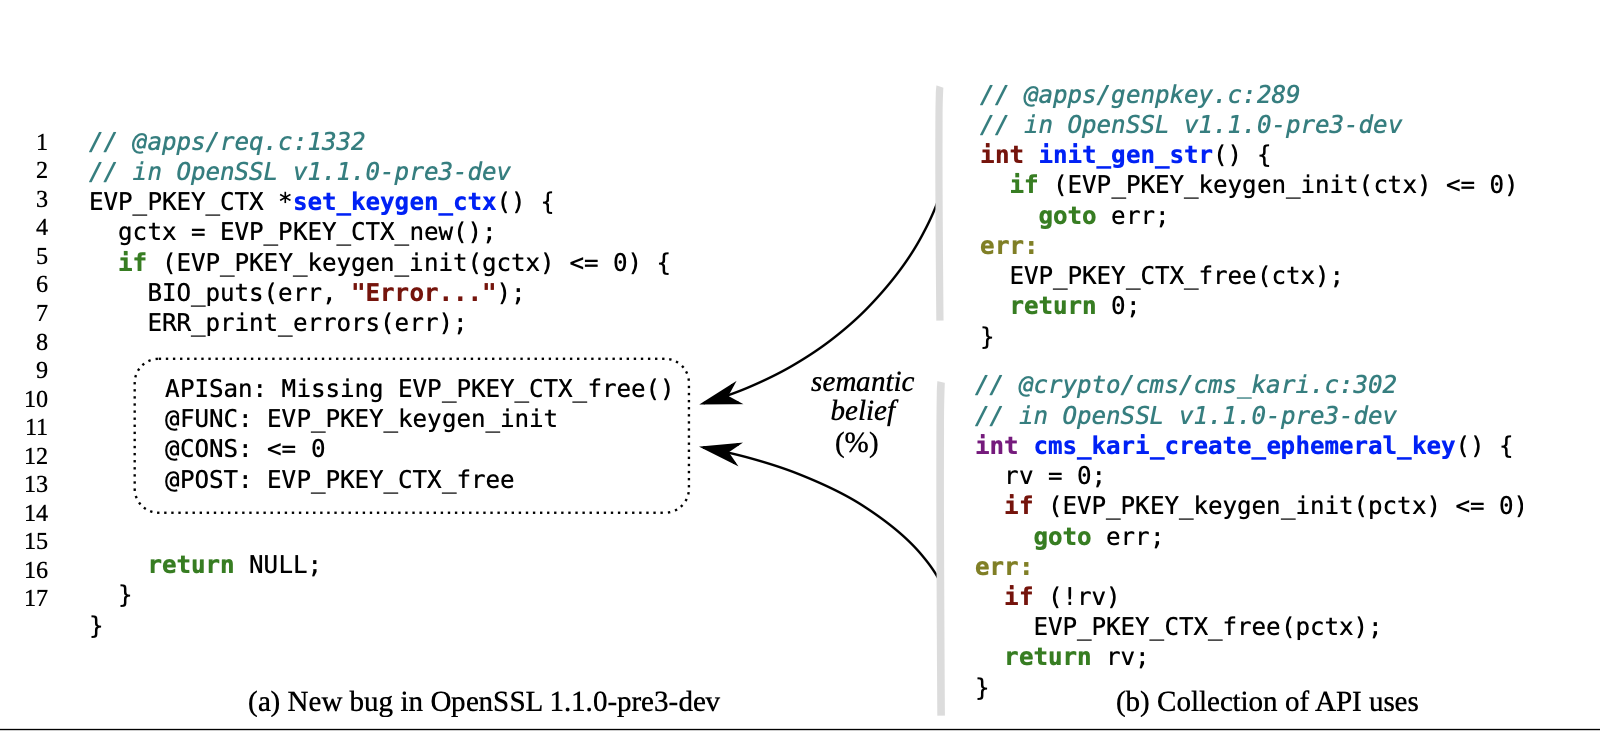 1 // @apps/req.c:1332
2 // in OpenSSL v1.1.0-pre3-dev
3 EVP_PKEY_CTX *set_keygen_ctx() {
4   gctx = EVP_PKEY_CTX_new();
5   if (EVP_PKEY_keygen_init(gctx) <= 0) {
6     BIO_puts(err, "Error...");
7     ERR_print_errors(err);
8
9
10 APISan: Missing EVP_PKEY_CTX_free()
11 @FUNC: EVP_PKEY_keygen_init
12 @CONS: <= 0
13 @POST: EVP_PKEY_CTX_free
14
15     return NULL;
16   }
17 }
(a) New bug in OpenSSL 1.1.0-pre3-dev
semantic
belief
(%)
// @apps/genpkey.c:289
// in OpenSSL v1.1.0-pre3-dev
int init_gen_str() {
  if (EVP_PKEY_keygen_init(ctx) <= 0)
    goto err;
err:
  EVP_PKEY_CTX_free(ctx);
  return 0;
}
// @crypto/cms/cms_kari.c:302
// in OpenSSL v1.1.0-pre3-dev
int cms_kari_create_ephemeral_key() {
  rv = 0;
  if (EVP_PKEY_keygen_init(pctx) <= 0)
    goto err;
err:
  if (!rv)
    EVP_PKEY_CTX_free(pctx);
  return rv;
}
(b) Collection of API uses